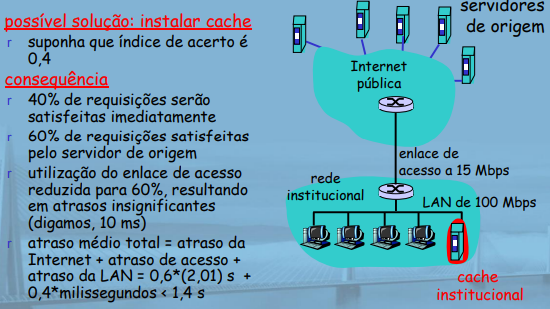 possível solução: instalar cache
r suponha que índice de acerto é
0,4
consequência
r 40% de requisições serão
satisfeitas imediatamente
r 60% de requisições satisfeitas
pelo servidor de origem
r utilização do enlace de acesso
reduzida para 60%, resultando
em atrasos insignificantes
(digamos, 10 ms)
r atraso médio total = atraso da
Internet + atraso de acesso +
atraso da LAN = 0,6*(2,01) s +
0,4*milissegundos < 1,4 s
servidores
de origem
Internet
pública
enlace de
acesso a 15 Mbps
rede
institucional
LAN de 100 Mbps
cache
institucional